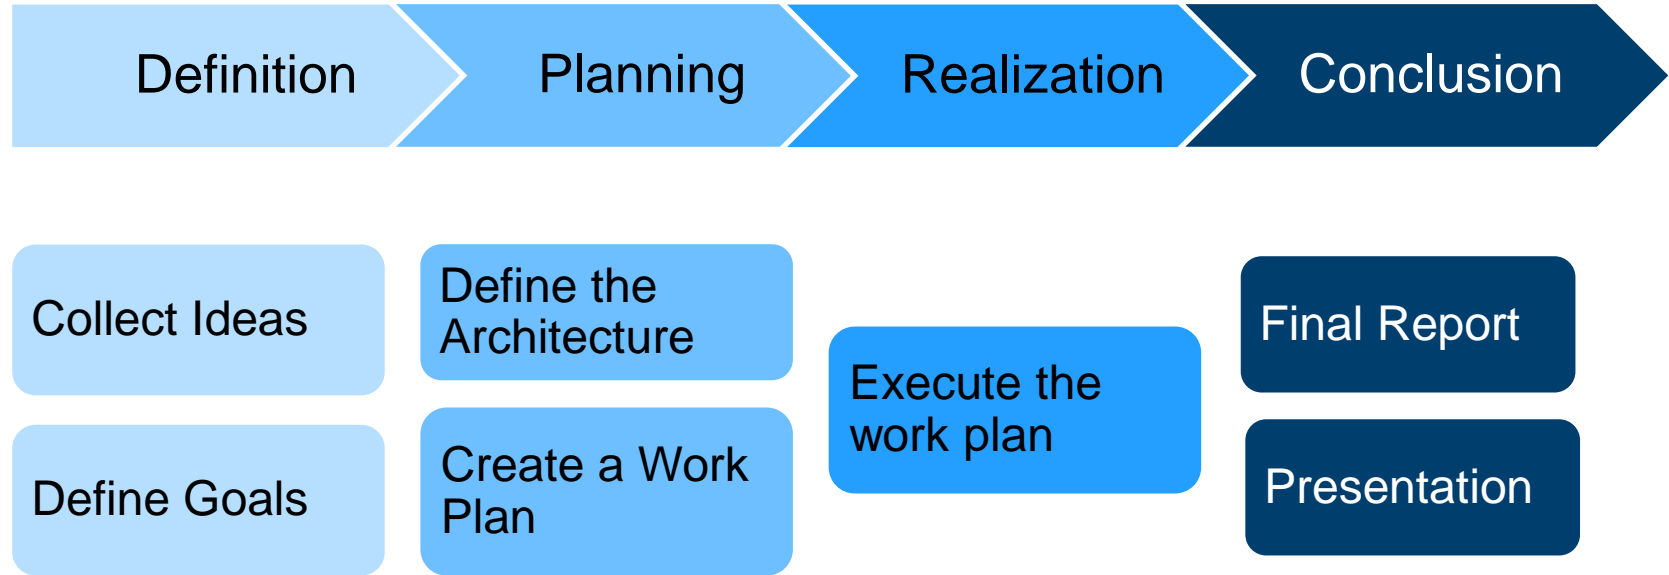 Definition
Planning
Realization
Conclusion
Collect Ideas
Define Goals
Define the
Architecture
Create a Work
Plan
Execute the
work plan
Final Report
Presentation